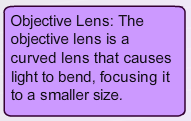 Objective Lens: The
objective lens is a
curved lens that causes
light to bend, focusing it
to a smaller size.